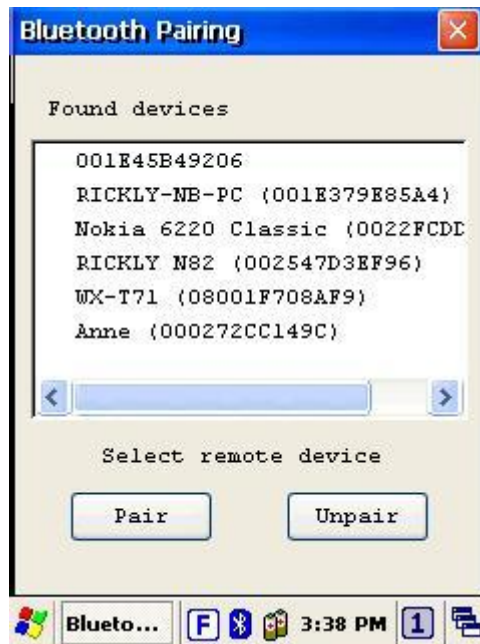 Bluetooth Pairing
Found devices
001E45B49206
RICKLY-NB-PC (001E379E85A4)
Nokia 6220 Classic (0022FCDD
RICKLY N82 (002547D3EF96)
WX-T71 (08001F708AF9)
Anne (000272CC149C)
Select remote device
Pair Unpair
Blueto... F 3:38 PM 1